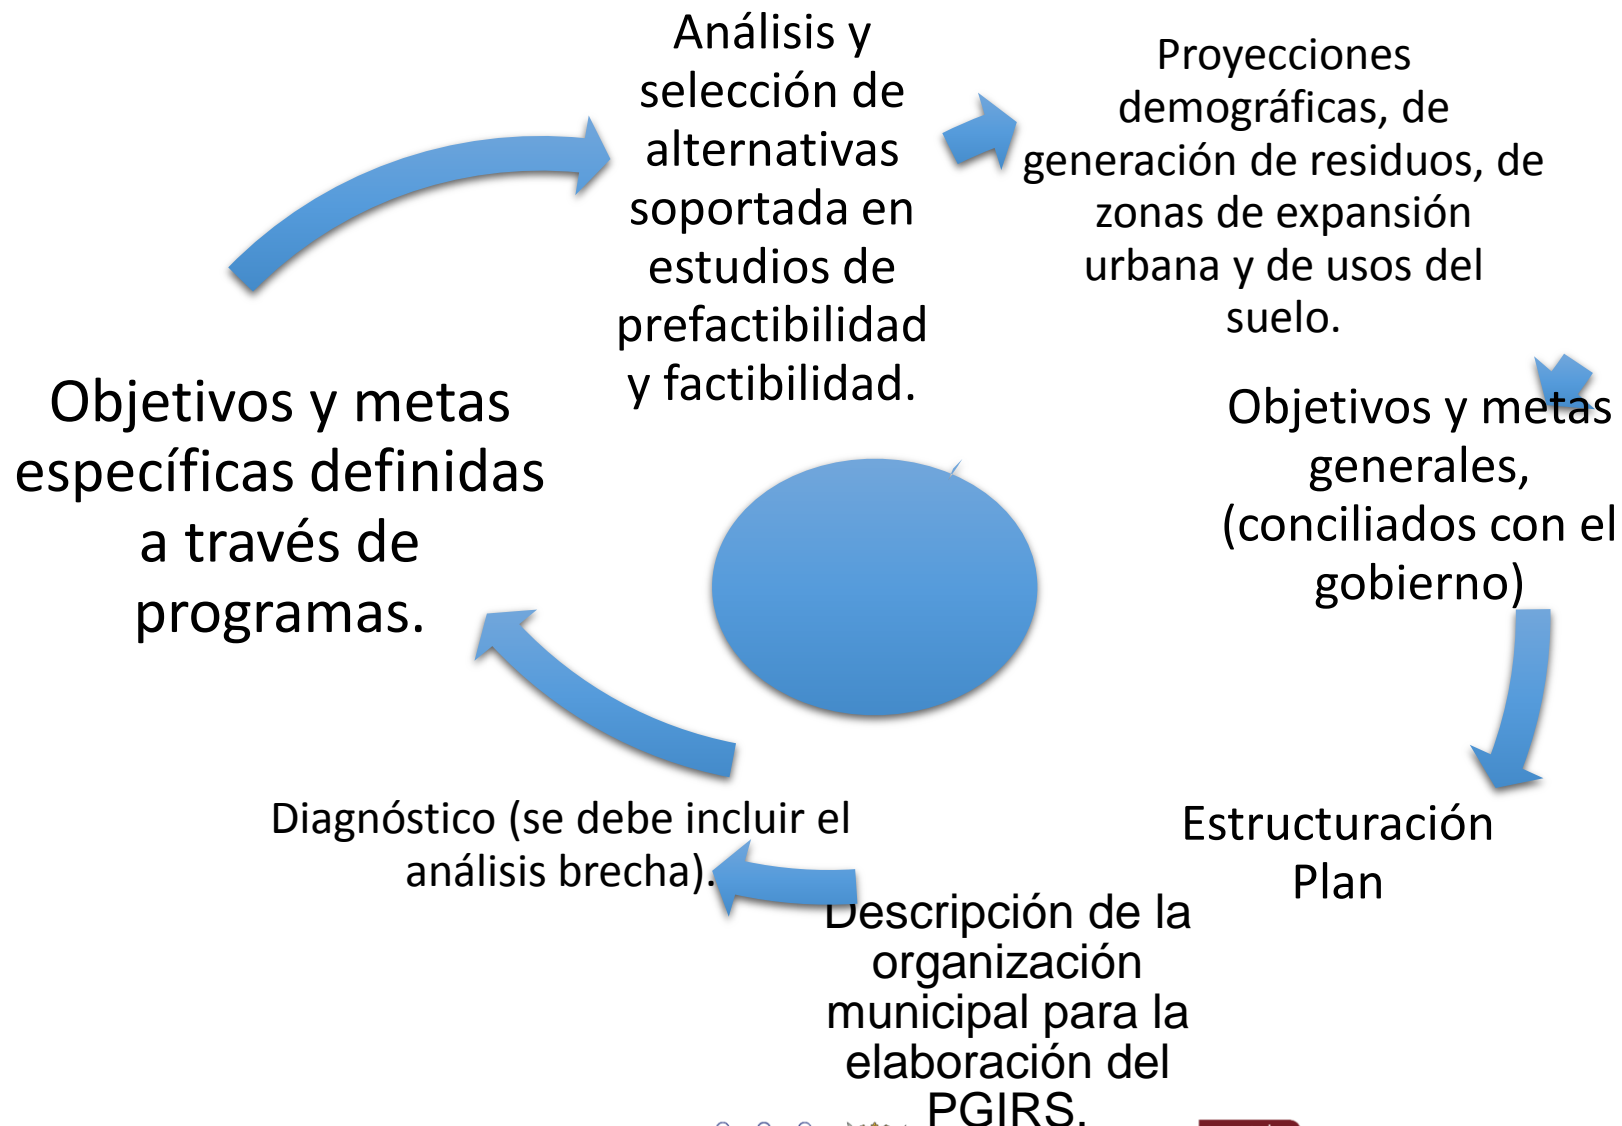 Análisis y
selección de
alternativas
soportada en
estudios de
prefactibilidad
y factibilidad.
Proyecciones
demográficas, de
generación de residuos, de
zonas de expansión
urbana y de usos del
suelo.
Objetivos y metas
generales,
(conciliados con el
gobierno)
Estructuración
Plan
Descripción de la
organización
municipal para la
elaboración del
PGIRS.
Diagnóstico (se debe incluir el
análisis brecha).
Objetivos y metas
específicas definidas
a través de
programas.